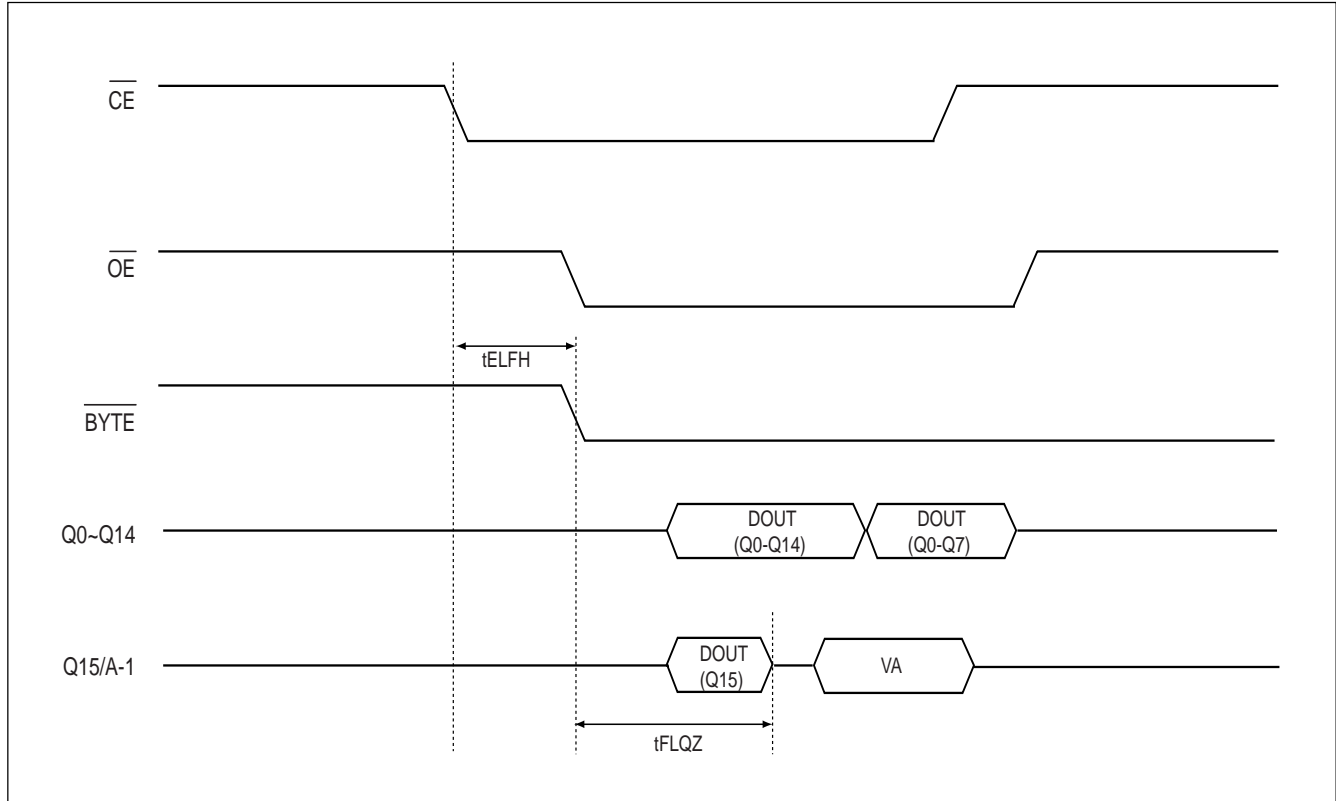 CE
OE
tELFH
BYTE
Q0~Q14
DOUT
(Q0-Q14)
DOUT
(Q0-Q7)
Q15/A-1
DOUT
(Q15)
VA
tFLQZ